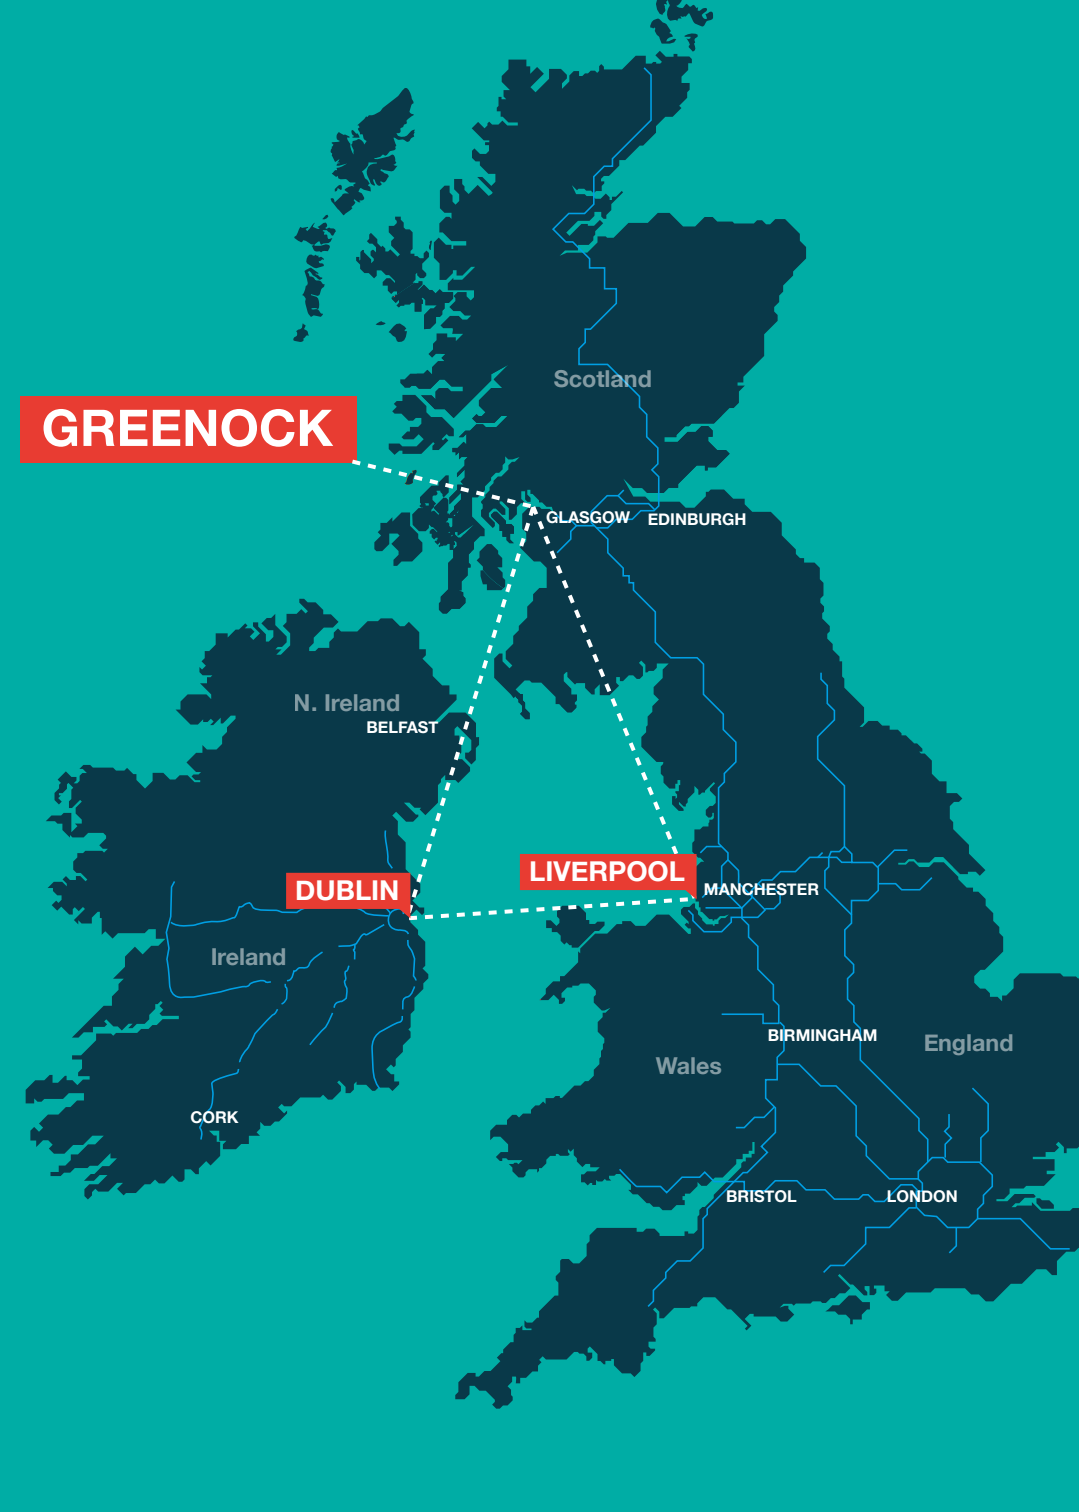 Scotland
GREENOCK
GLASGOW
EDINBURGH
N. Ireland
BELFAST
LIVERPOOL
DUBLIN
MANCHESTER
Ireland
BIRMINGHAM
England
Wales
CORK
BRISTOL
LONDON